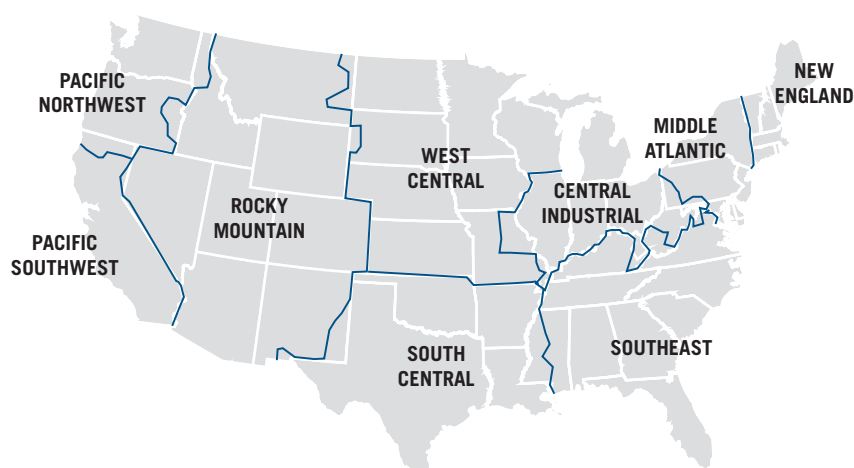 PACIFIC
NORTHWEST
NEW
ENGLAND
MIDDLE
ATLANTIC
WEST
CENTRAL
CENTRAL
INDUSTRIAL
ROCKY
MOUNTAIN
PACIFIC
SOUTHWEST
SOUTH
CENTRAL
SOUTHEAST